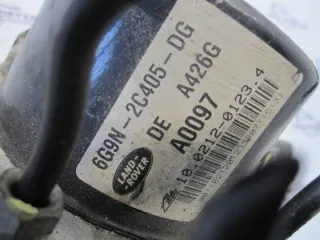 6G9N-2C405-DG
DE A426G
A0097
LAND-ROVER
10.0212-0123.4